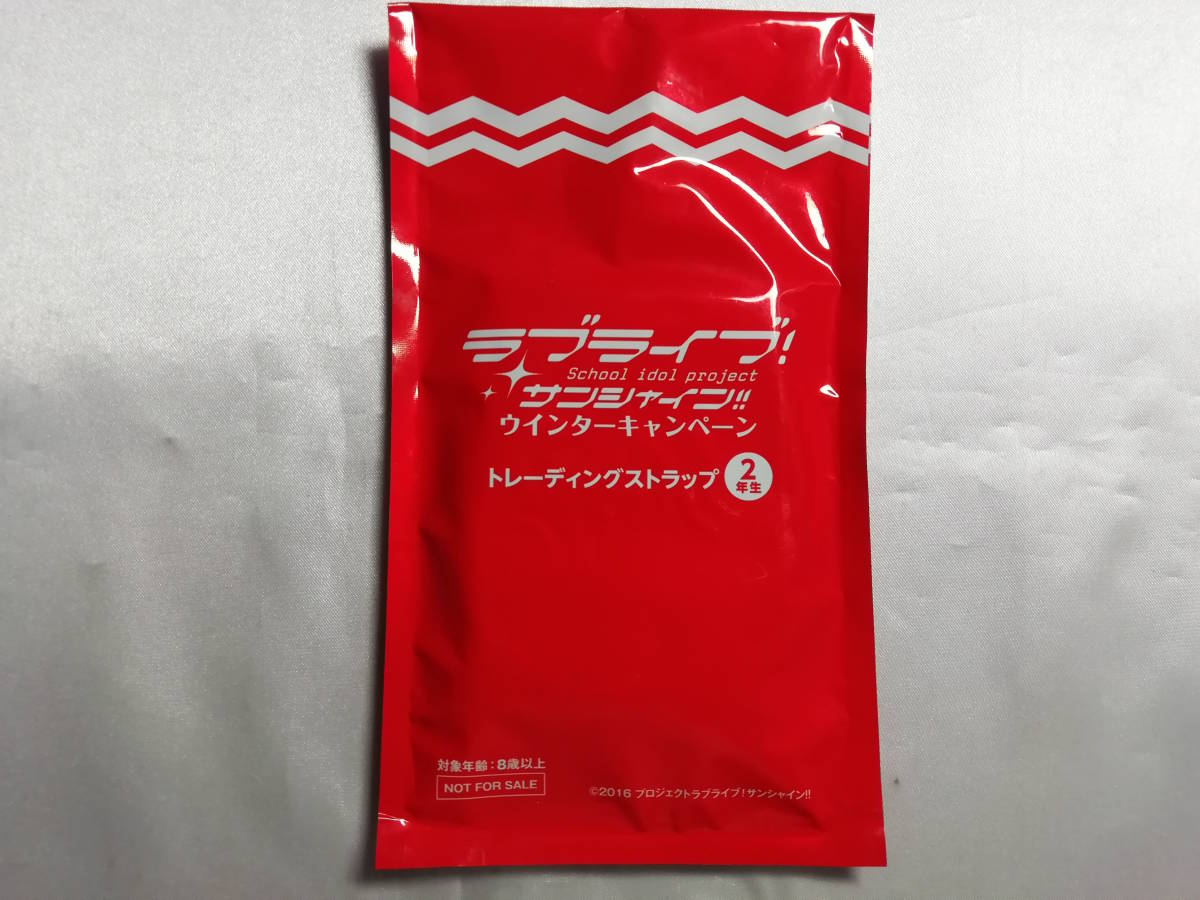 ラブライブ!
School idol project
サンシャイン!!
ウインターキャンペーン
トレーディングストラップ 2年生
対象年齢:8歳以上
NOT FOR SALE
©2016 プロジェクトラブライブ!サンシャイン!!